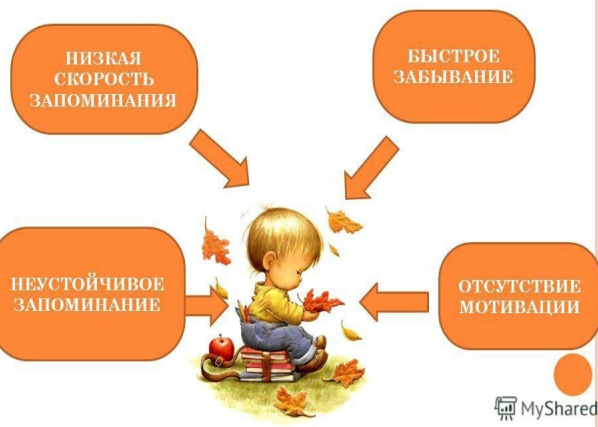 НИЗКАЯ
СКОРОСТЬ
ЗАПОМИНАНИЯ
БЫСТРОЕ
ЗАБЫВАНИЕ
НЕУСТОЙЧИВОЕ
ЗАПОМИНАНИЕ
ОТСУТСТВИЕ
МОТИВАЦИИ
MyShared